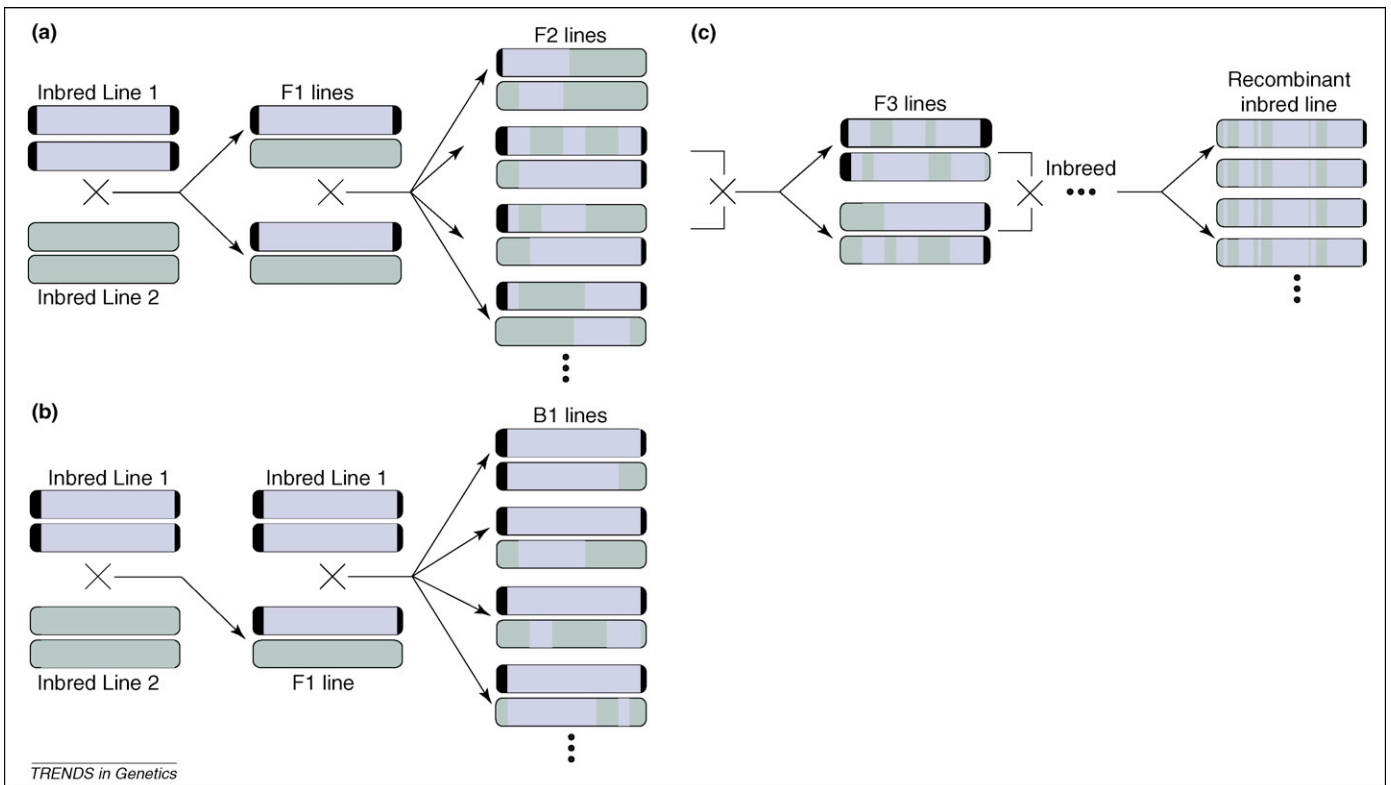 (a)
Inbred Line 1
F1 lines
F2 lines
Inbred Line 2
(b)
Inbred Line 1
Inbred Line 1
B1 lines
Inbred Line 2
F1 line
(c)
F3 lines
Inbreed
Recombinant
inbred line
TRENDS in Genetics